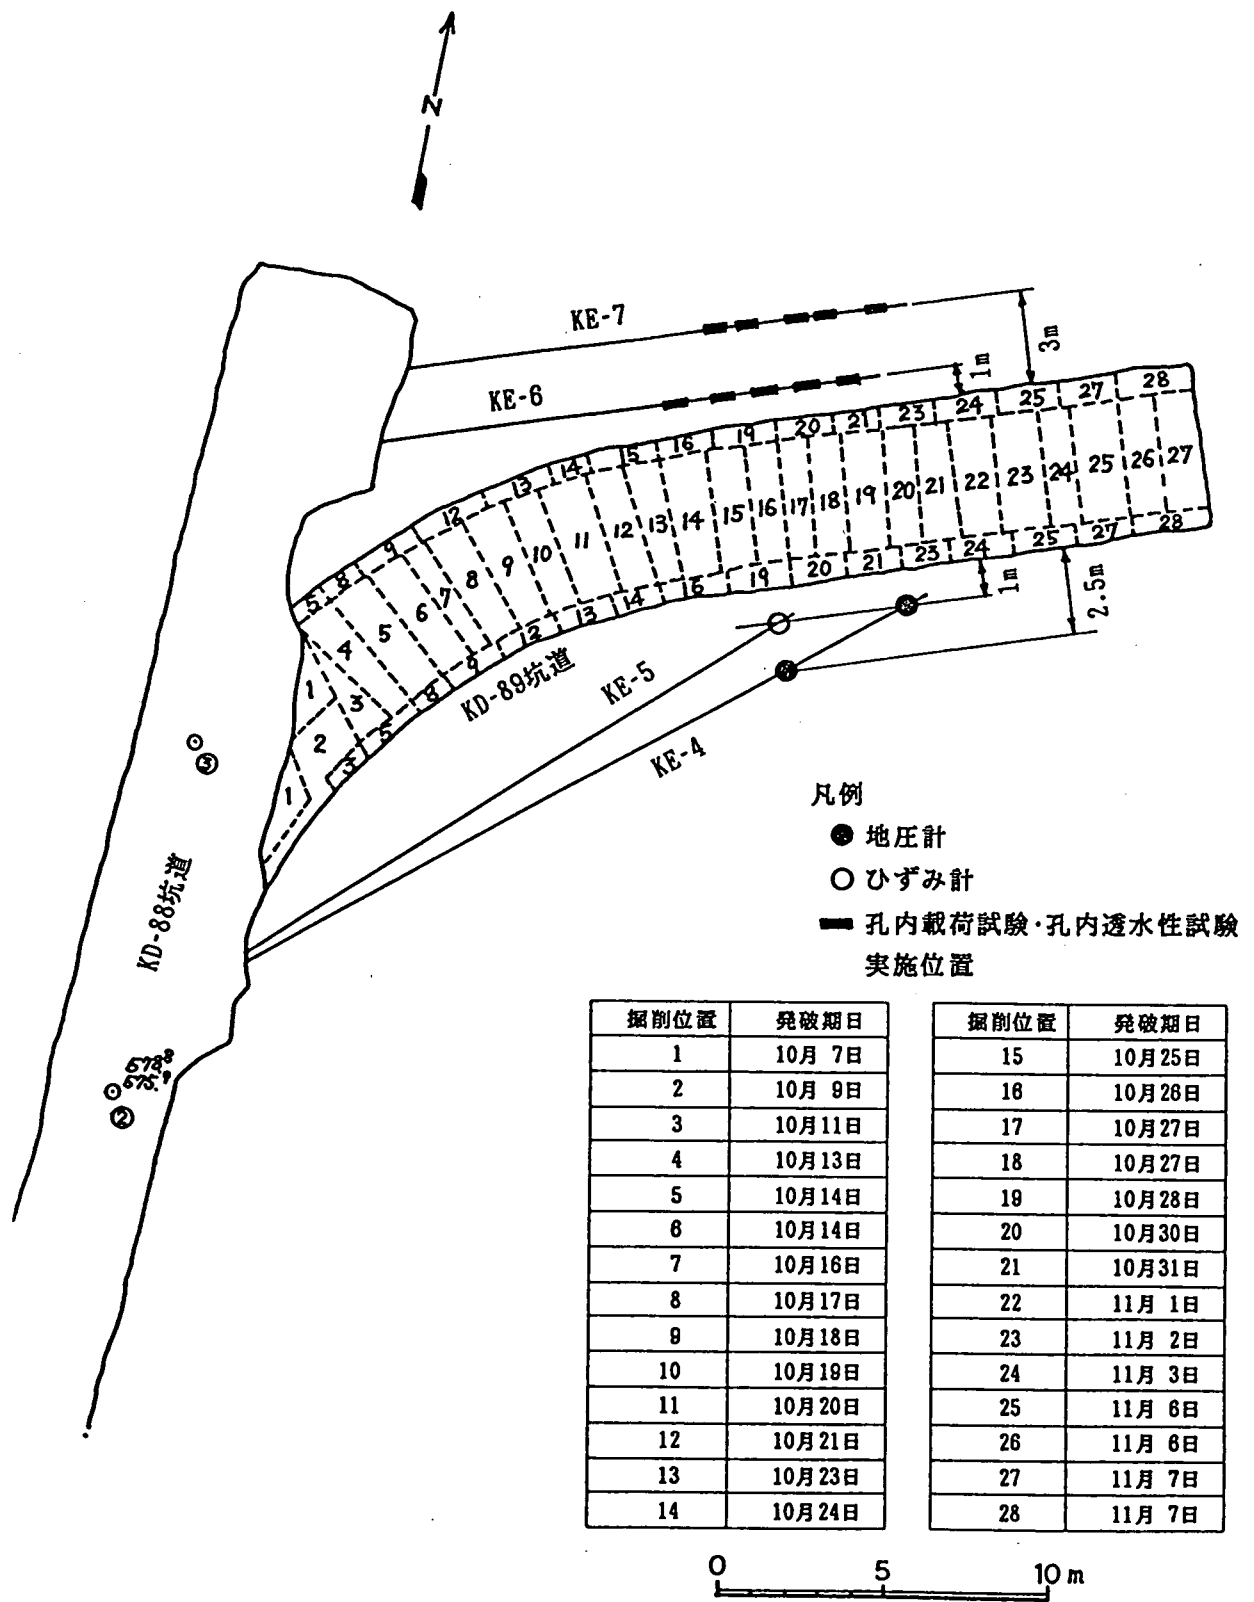 N
KE-7
3m
1m
KE-6
28
27
25
24
23
21
20
19
16
15
14
13
12
9
8
5
1 2 1 3 4 5 6 7 8 9 10 11 12 13 14 15 16 17 18 19 20 21 22 23 24 25 26 27
3 5 8 9 12 13 14 16 19 20 21 23 24 25 27 28
1m
2.5m
KD-89坑道
KE-5
KE-4
③
KD-88坑道
②
凡例
地圧計
ひずみ計
孔内載荷試験・孔内透水性試験
実施位置
掘削位置 発破期日
1 10月 7日
2 10月 9日
3 10月11日
4 10月13日
5 10月14日
6 10月14日
7 10月16日
8 10月17日
9 10月18日
10 10月19日
11 10月20日
12 10月21日
13 10月23日
14 10月24日
掘削位置 発破期日
15 10月25日
16 10月26日
17 10月27日
18 10月27日
19 10月28日
20 10月30日
21 10月31日
22 11月 1日
23 11月 2日
24 11月 3日
25 11月 6日
26 11月 6日
27 11月 7日
28 11月 7日
0 5 10 m